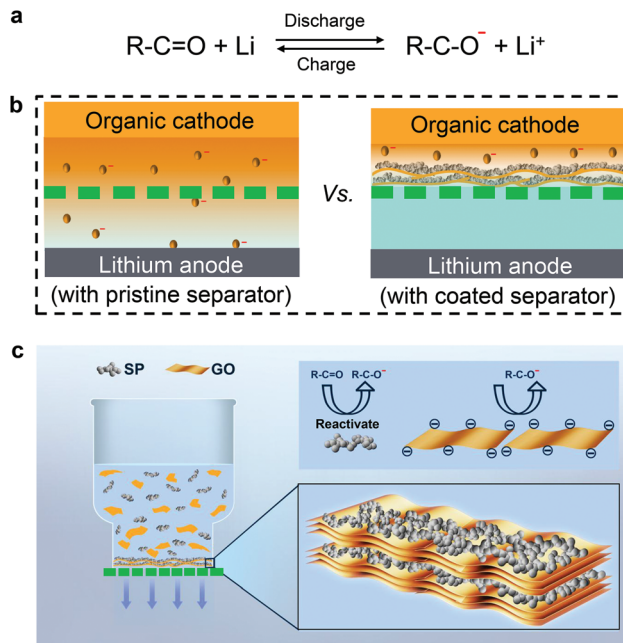 a
R-C=O + Li
Discharge
Charge
R-C-O⁻ + Li⁺
b
Organic cathode
Lithium anode
(with pristine separator)
Vs.
Organic cathode
Lithium anode
(with coated separator)
c
SP
GO
R-C=O R-C-O⁻
Reactivate
R-C-O⁻